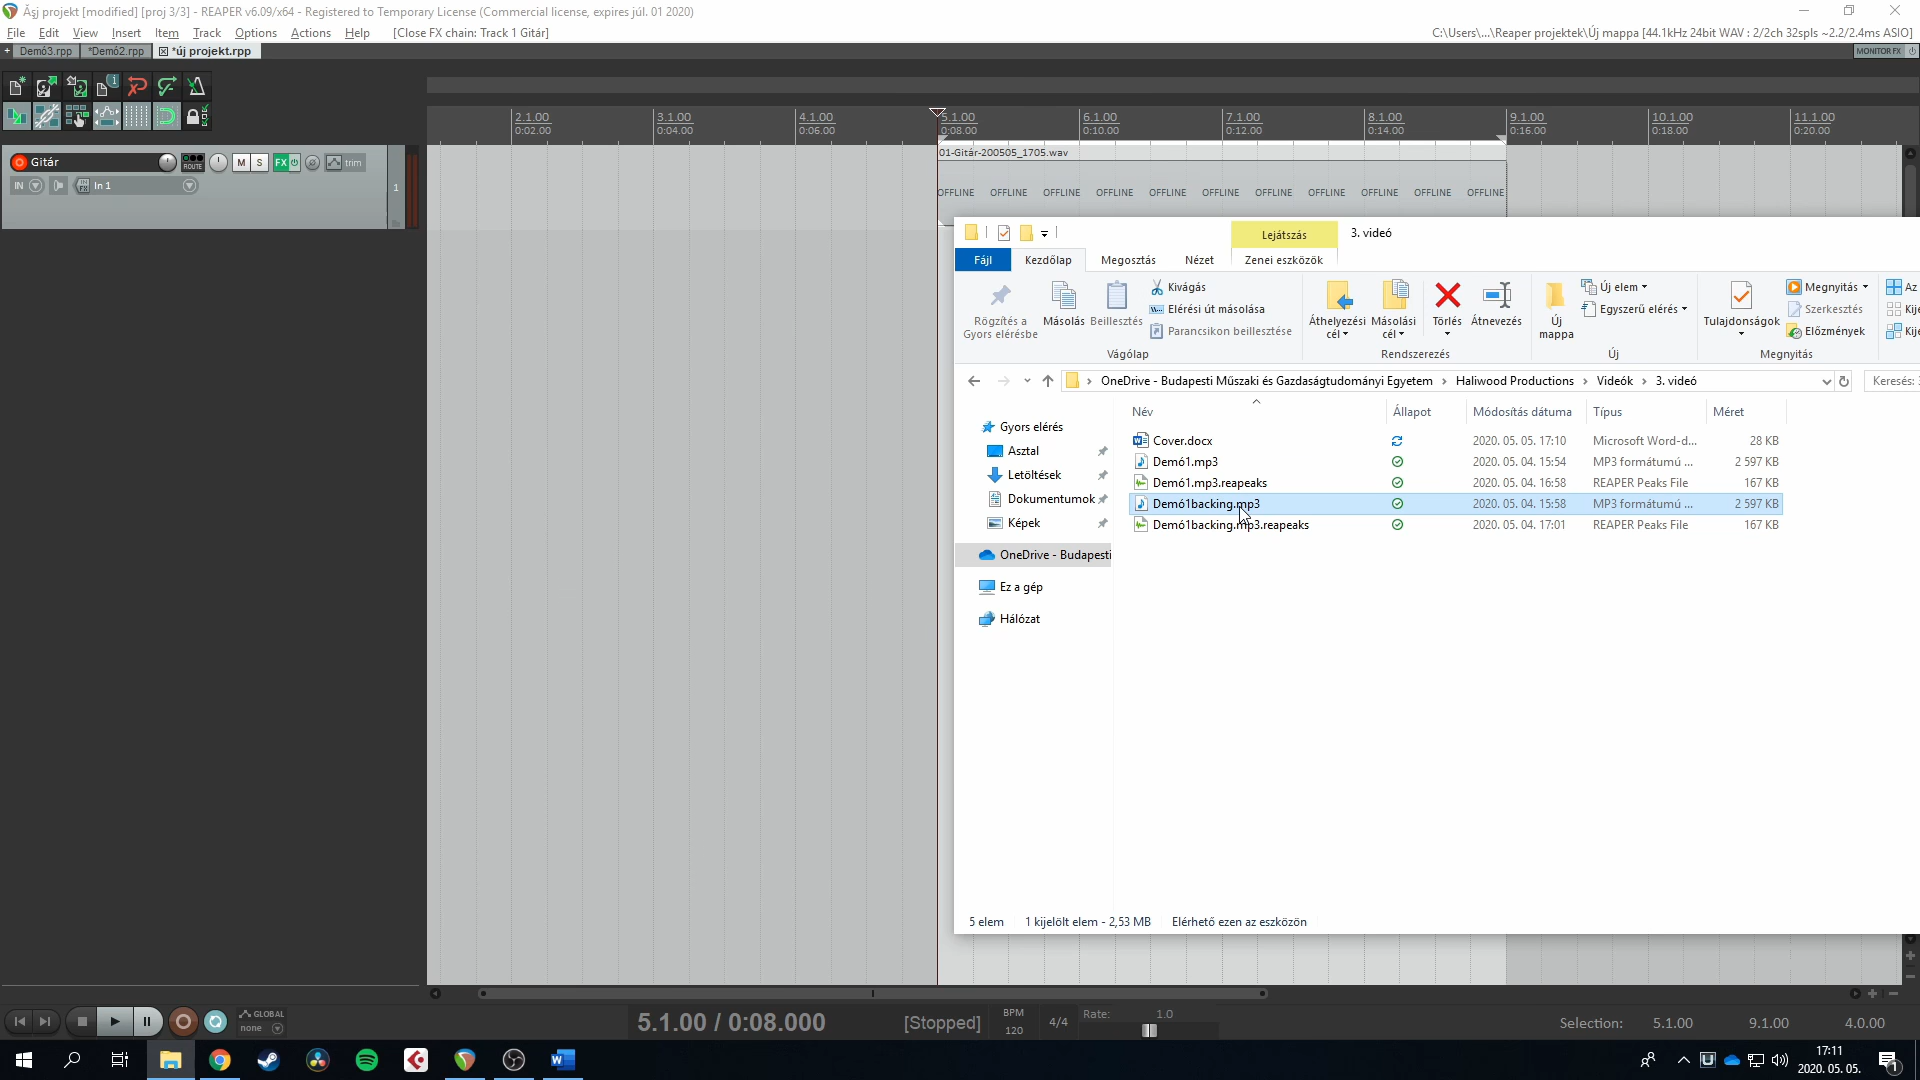 Ăşj projekt [modified] [proj 3/3] - REAPER v6.09/x64 - Registered to Temporary License (Commercial license, expires júl. 01 2020)
File Edit View Insert Item Track Options Actions Help [Close FX chain: Track 1 Gitár]
C:\Users\...\Reaper projektek\Új mappa [44.1kHz 24bit WAV : 2/2ch 32spls ~2.2/2.4ms ASIO]
+ Demó3.rpp *Demó2.rpp *új projekt.rpp
MONITOR FX
2.1.00 3.1.00 4.1.00 5.1.00 6.1.00 7.1.00 8.1.00 9.1.00 10.1.00 11.1.00
0:02.00 0:04.00 0:06.00 0:08.00 0:10.00 0:12.00 0:14.00 0:16.00 0:18.00 0:20.00
01-Gitár-200505_1705.wav
Gitár ROUTE M S FX trim
IN FX In 1
1
OFFLINE OFFLINE OFFLINE OFFLINE OFFLINE OFFLINE OFFLINE OFFLINE OFFLINE OFFLINE OFFLINE
Lejátszás 3. videó
Fájl Kezdőlap Megosztás Nézet Zenei eszközök
Rögzítés a Gyors elérésbe
Másolás
Beillesztés
Kivágás
Elérési út másolása
Parancsikon beillesztése
Vágólap
Áthelyezési cél
Másolási cél
Törlés
Átnevezés
Rendszerezés
Új mappa
Új elem
Egyszerű elérés
Új
Tulajdonságok
Megnyitás
Szerkesztés
Előzmények
Megnyitás
Az
Kije
Kije
OneDrive - Budapesti Műszaki és Gazdaságtudományi Egyetem › Haliwood Productions › Videók › 3. videó
Keresés: 3
Név Állapot Módosítás dátuma Típus Méret
Gyors elérés
Asztal
Letöltések
Dokumentumok
Képek
OneDrive - Budapesti
Ez a gép
Hálózat
Cover.docx 2020. 05. 05. 17:10 Microsoft Word-d... 28 KB
Demó1.mp3 2020. 05. 04. 15:54 MP3 formátumú ... 2 597 KB
Demó1.mp3.reapeaks 2020. 05. 04. 16:58 REAPER Peaks File 167 KB
Demó1backing.mp3 2020. 05. 04. 15:58 MP3 formátumú ... 2 597 KB
Demó1backing.mp3.reapeaks 2020. 05. 04. 17:01 REAPER Peaks File 167 KB
5 elem 1 kijelölt elem - 2,53 MB Elérhető ezen az eszközön
GLOBAL
none
5.1.00 / 0:08.000 [Stopped]
BPM
120
4/4
Rate: 1.0
Selection: 5.1.00 9.1.00 4.0.00
17:11
2020. 05. 05.
1